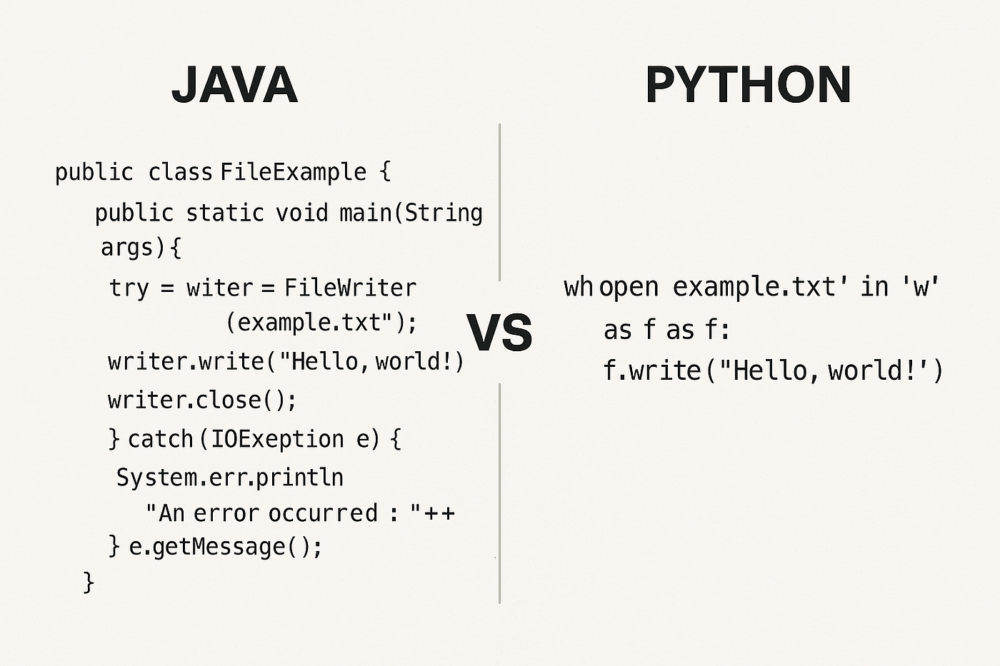 JAVA
public class FileExample {
public static void main(String
args){
try = witer = FileWriter
(example.txt");
writer.write("Hello, world!)
writer.close();
} catch (IOExeption e) {
System.err.println
"An error occurred : "++
} e.getMessage();
}
VS
PYTHON
whopen example.txt' in 'w'
as f as f:
f.write("Hello, world!')